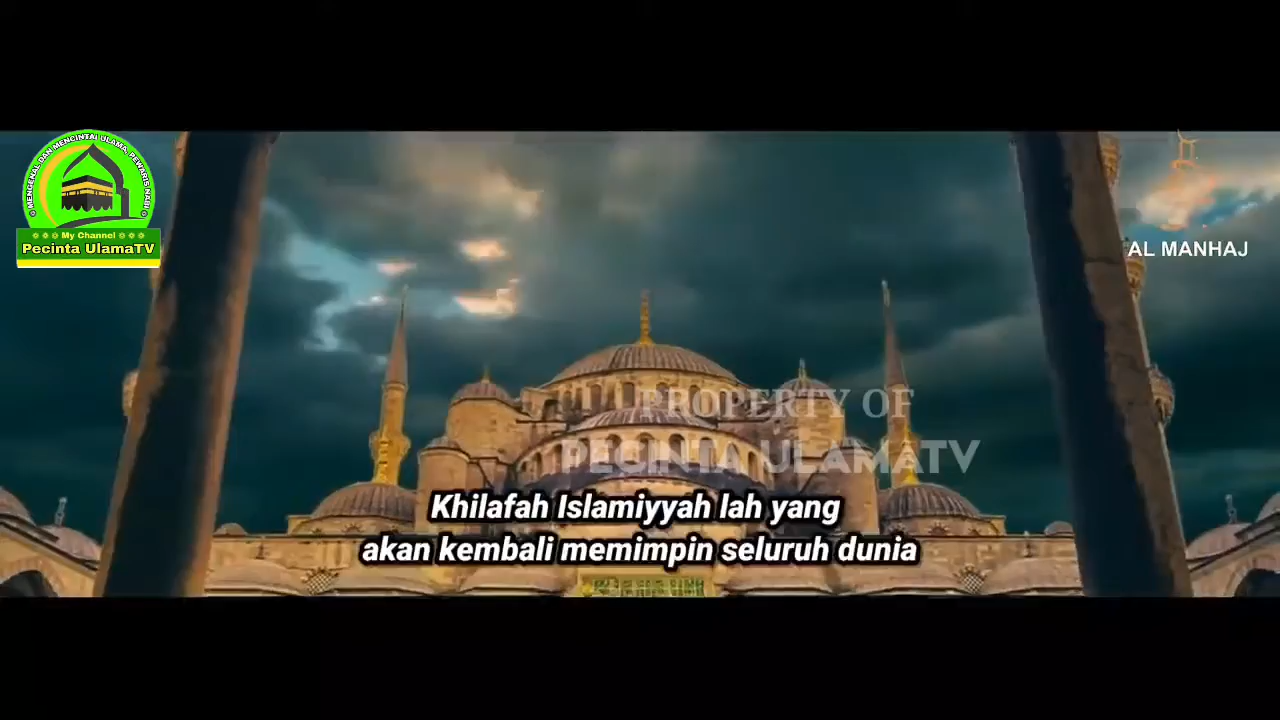 MENGENAL DAN MENCINTAI ULAMA, PEWARIS NABI
My Channel
Pecinta UlamaTV
AL MANHAJ
PROPERTY OF
PECINTA ULAMATV
Khilafah Islamiyyah lah yang
akan kembali memimpin seluruh dunia